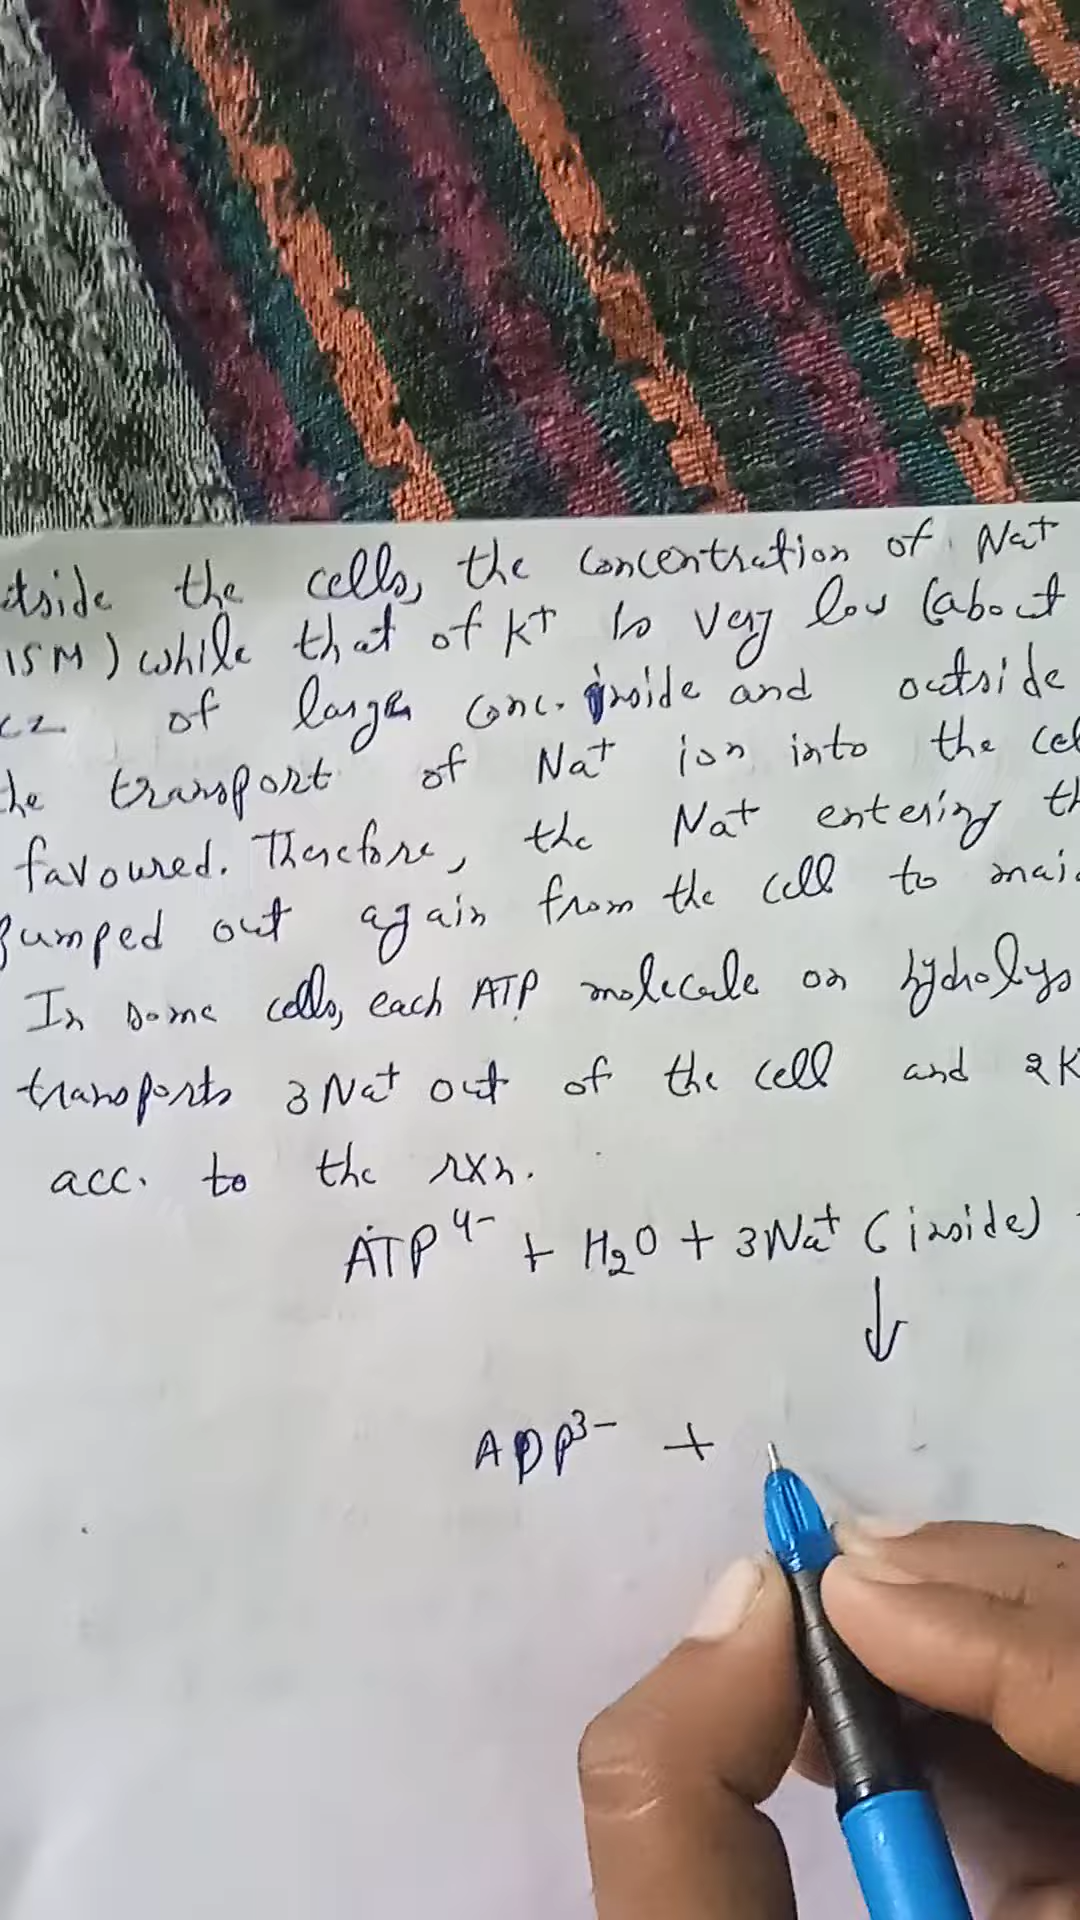 tside the cells, the concentration of Na+
15M) while that of K+ is very low (about
cz of large conc. inside and outside
he transport of Na+ ion into the cel
favoured. Therefore, the Na+ entering th
pumped out again from the cell to mai
In some cells, each ATP molecule on hydrolys
transports 3Na+ out of the cell and 2K
acc. to the rxn.
ATP⁴⁻ + H₂O + 3Na⁺ (inside)
↓
ADP³⁻ +